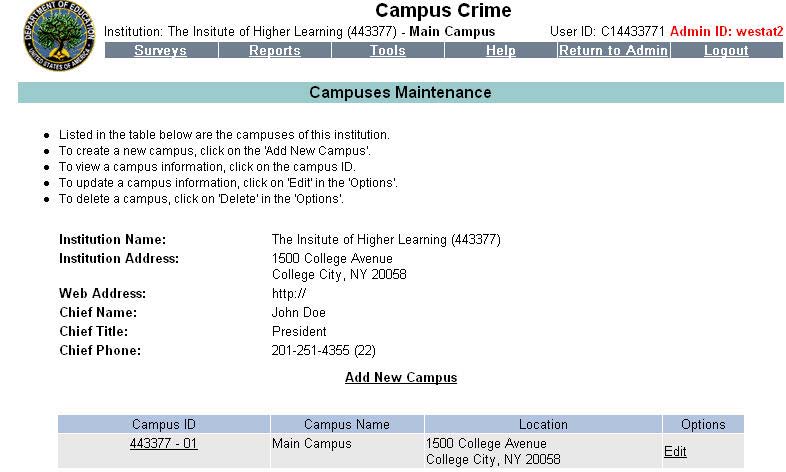 Campus Crime
Institution: The Insitute of Higher Learning (443377) - Main Campus User ID: C14433771 Admin ID: westat2
Surveys Reports Tools Help Return to Admin Logout
Campuses Maintenance
Listed in the table below are the campuses of this institution.
To create a new campus, click on the 'Add New Campus'.
To view a campus information, click on the campus ID.
To update a campus information, click on 'Edit' in the 'Options'.
To delete a campus, click on 'Delete' in the 'Options'.
Institution Name: The Insitute of Higher Learning (443377)
Institution Address: 1500 College Avenue
College City, NY 20058
Web Address: http://
Chief Name: John Doe
Chief Title: President
Chief Phone: 201-251-4355 (22)
Add New Campus
Campus ID Campus Name Location Options
443377 - 01 Main Campus 1500 College Avenue
College City, NY 20058 Edit
DEPARTMENT OF EDUCATION
UNITED STATES OF AMERICA